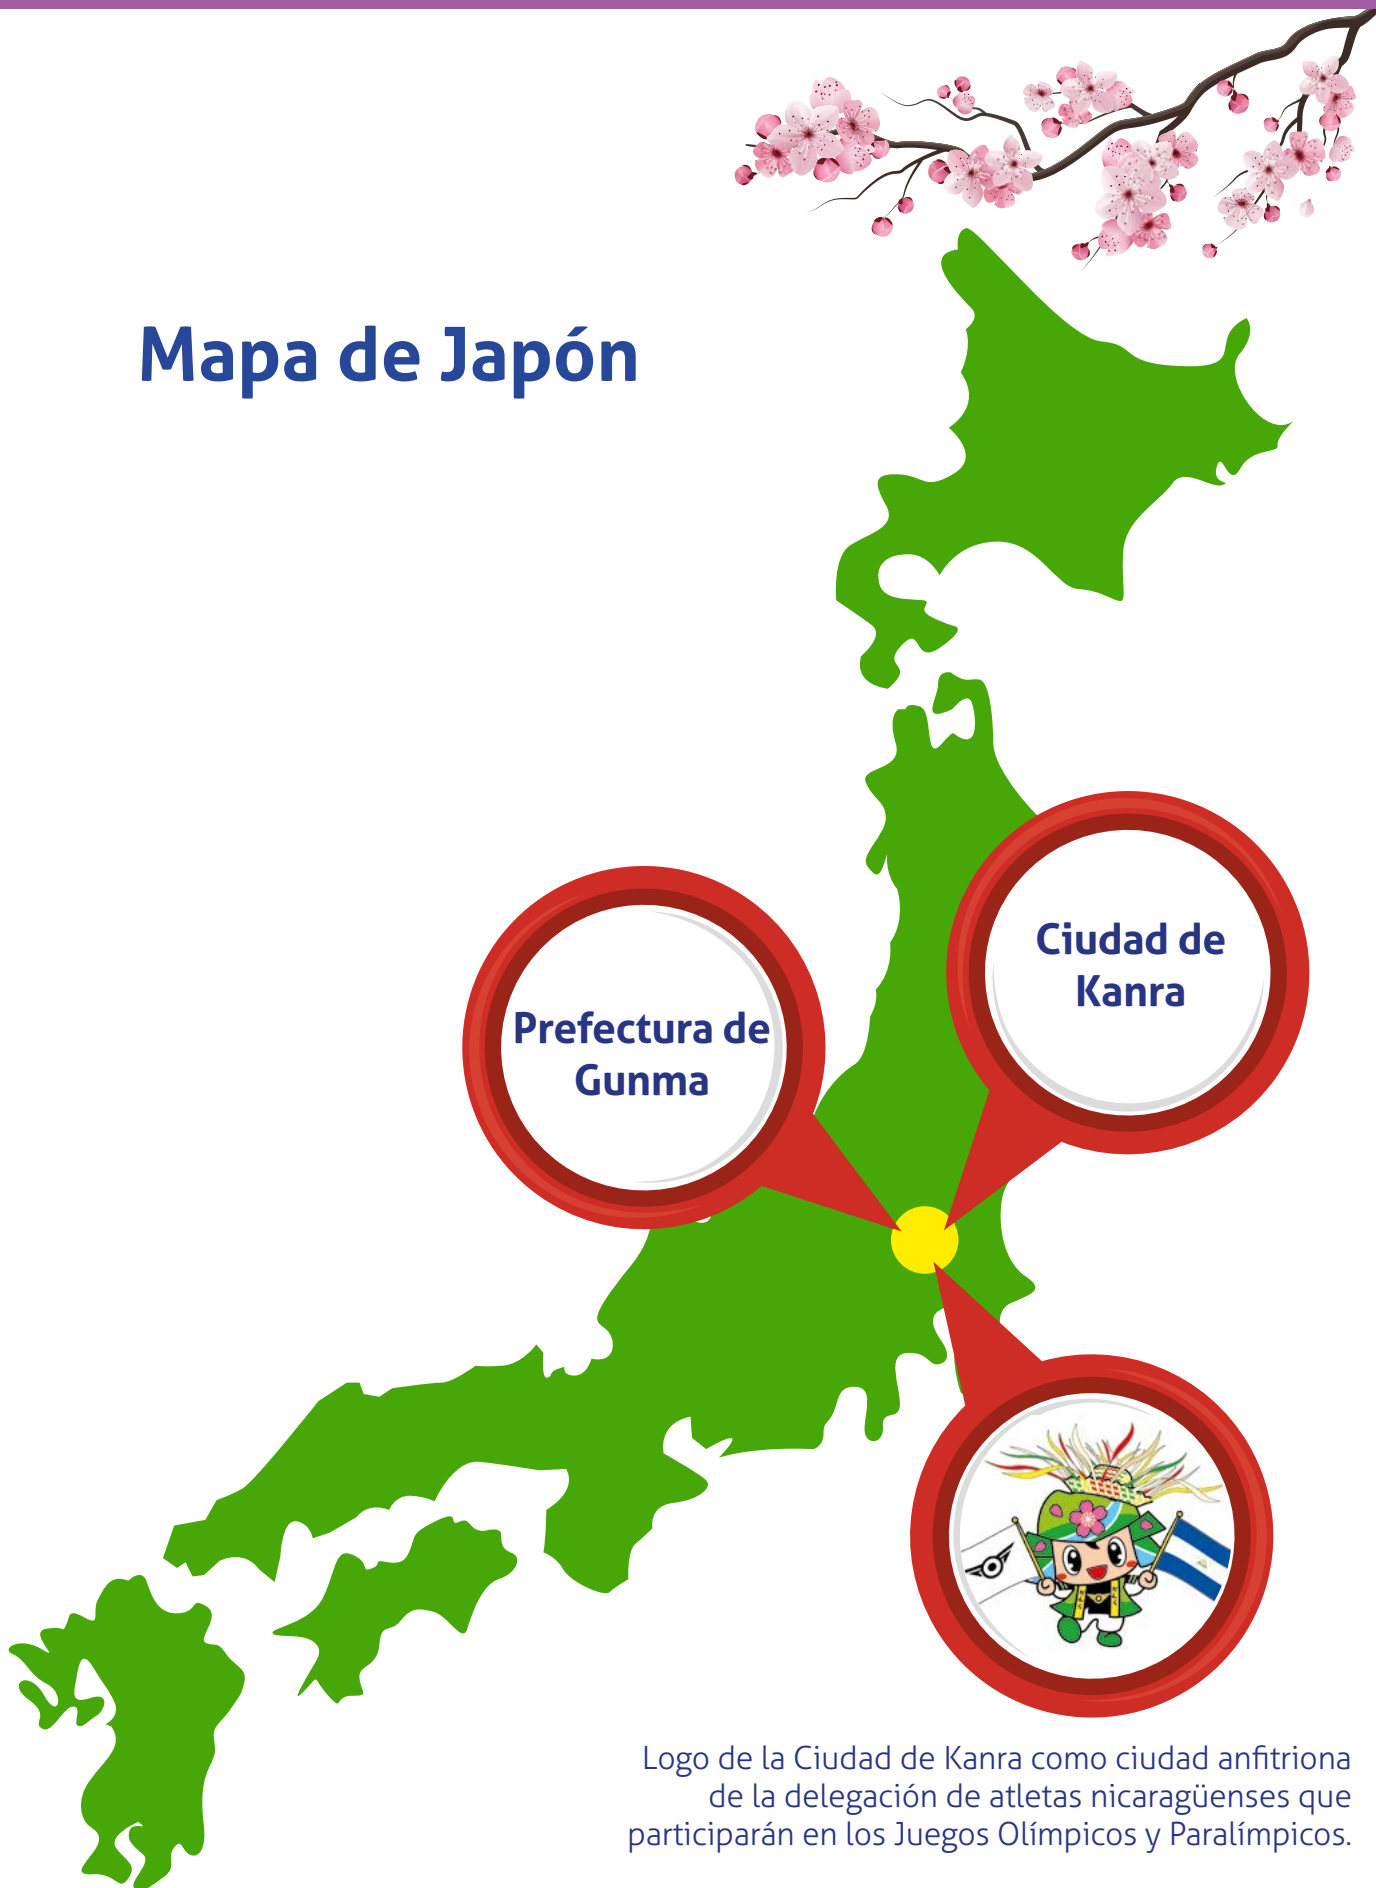 Mapa de Japón
Ciudad de
Kanra
Prefectura de
Gunma
Logo de la Ciudad de Kanra como ciudad anfitriona
de la delegación de atletas nicaragüenses que
participarán en los Juegos Olímpicos y Paralímpicos.